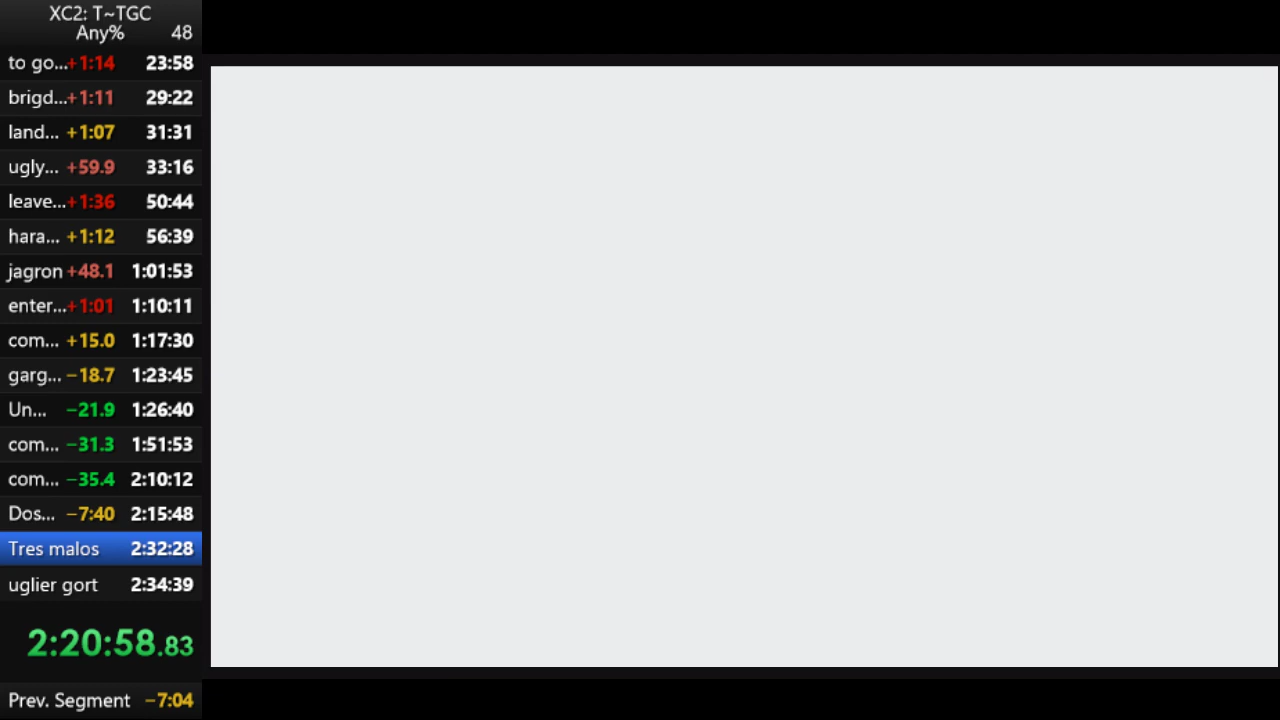 XC2: T~TGC
Any% 48
to go... +1:14 23:58
brigd... +1:11 29:22
land... +1:07 31:31
ugly... +59.9 33:16
leave... +1:36 50:44
hara... +1:12 56:39
jagron +48.1 1:01:53
enter... +1:01 1:10:11
com... +15.0 1:17:30
garg... −18.7 1:23:45
Un... −21.9 1:26:40
com... −31.3 1:51:53
com... −35.4 2:10:12
Dos... −7:40 2:15:48
Tres malos 2:32:28
uglier gort 2:34:39
2:20:58.83
Prev. Segment −7:04